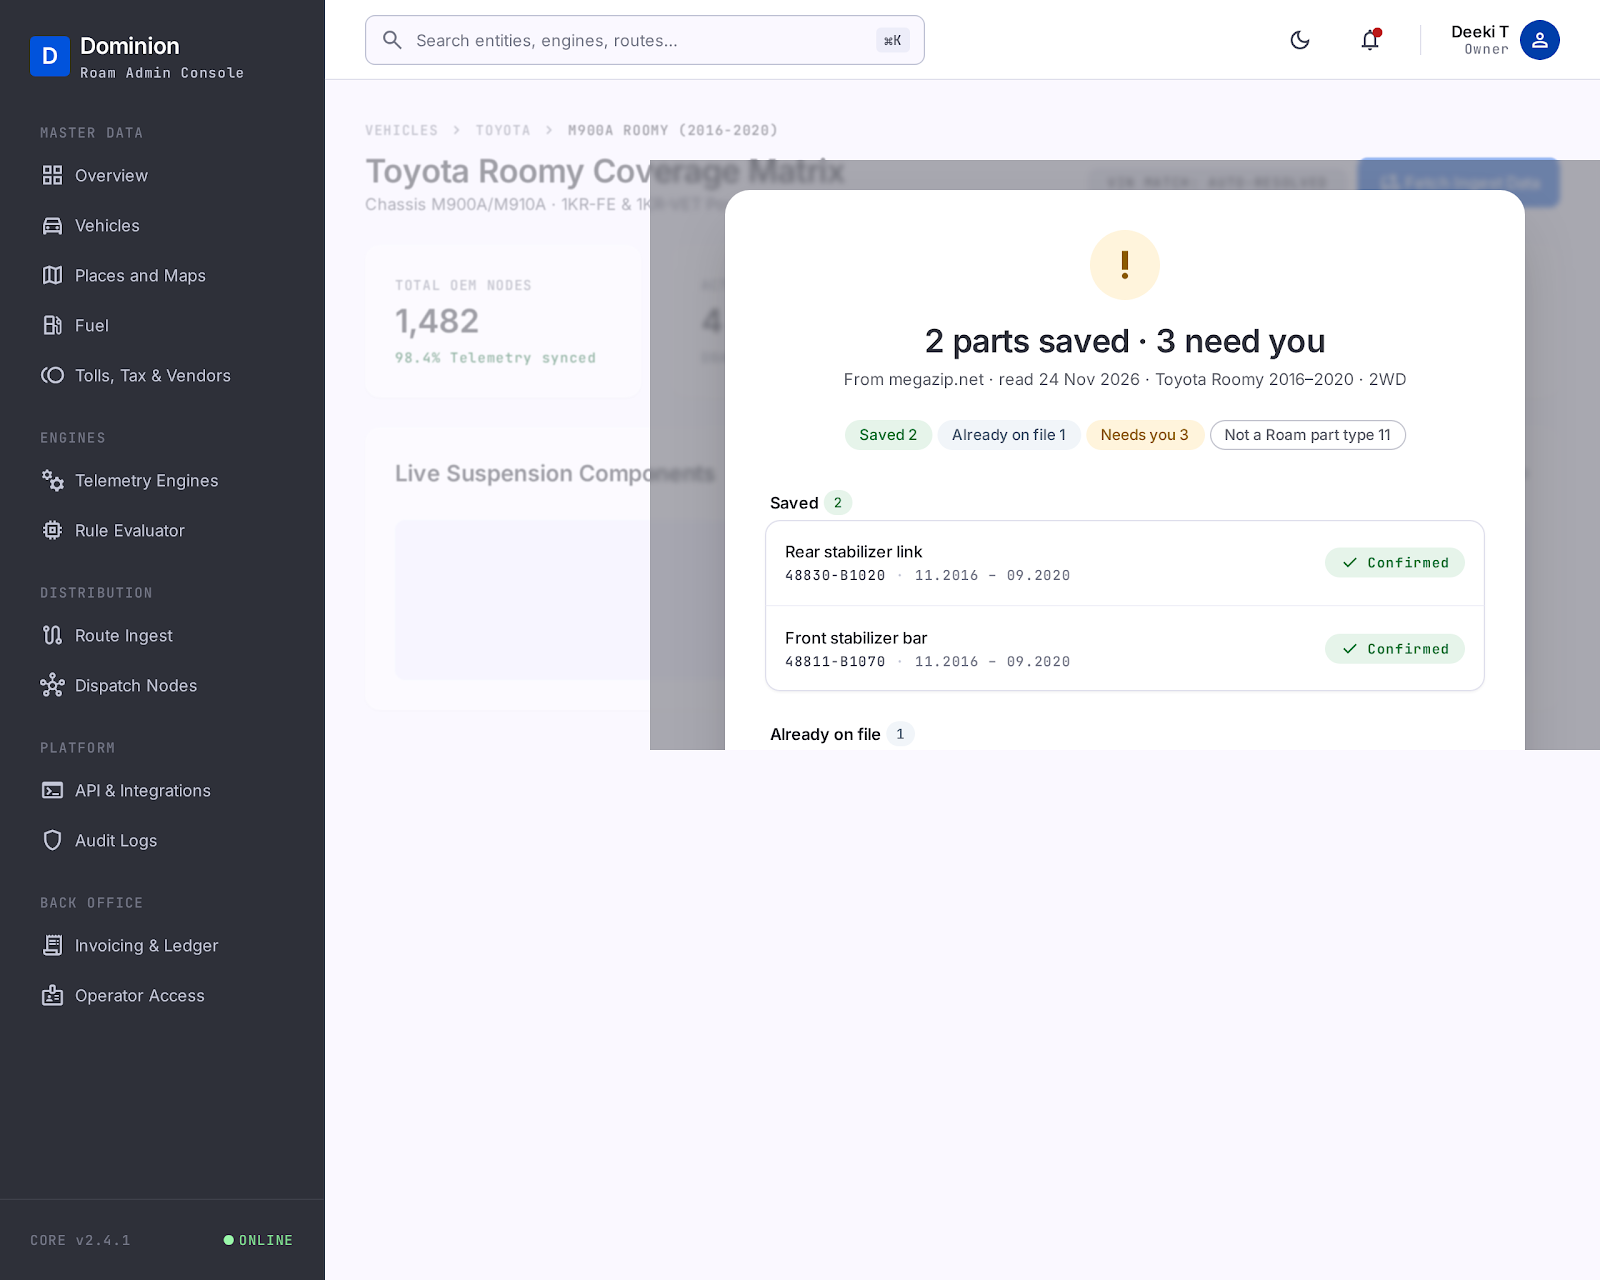 D
Dominion
Roam Admin Console
MASTER DATA
Overview
Vehicles
Places and Maps
Fuel
Tolls, Tax & Vendors
ENGINES
Telemetry Engines
Rule Evaluator
DISTRIBUTION
Route Ingest
Dispatch Nodes
PLATFORM
API & Integrations
Audit Logs
BACK OFFICE
Invoicing & Ledger
Operator Access
CORE v2.4.1
ONLINE
Search entities, engines, routes...
⌘K
Deeki T
Owner
VEHICLES > TOYOTA > M900A ROOMY (2016-2020)
Toyota Roomy Coverage Matrix
Chassis M900A/M910A · 1KR-FE & 1KR-VET
TOTAL OEM NODES
1,482
98.4% Telemetry synced
Live Suspension Components
!
2 parts saved · 3 need you
From megazip.net · read 24 Nov 2026 · Toyota Roomy 2016–2020 · 2WD
Saved 2
Already on file 1
Needs you 3
Not a Roam part type 11
Saved 2
Rear stabilizer link
48830-B1020 · 11.2016 – 09.2020
Confirmed
Front stabilizer bar
48811-B1070 · 11.2016 – 09.2020
Confirmed
Already on file 1